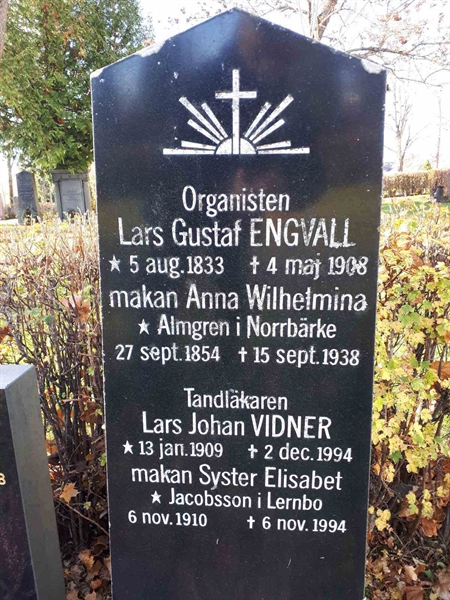 Organisten
Lars Gustaf ENGVALL
★ 5 aug. 1833 † 4 maj 1908
makan Anna Wilhelmina
★ Almgren i Norrbärke
27 sept. 1854 † 15 sept. 1938
Tandläkaren
Lars Johan VIDNER
★ 13 jan. 1909 † 2 dec. 1994
makan Syster Elisabet
★ Jacobsson i Lernbo
6 nov. 1910 † 6 nov. 1994